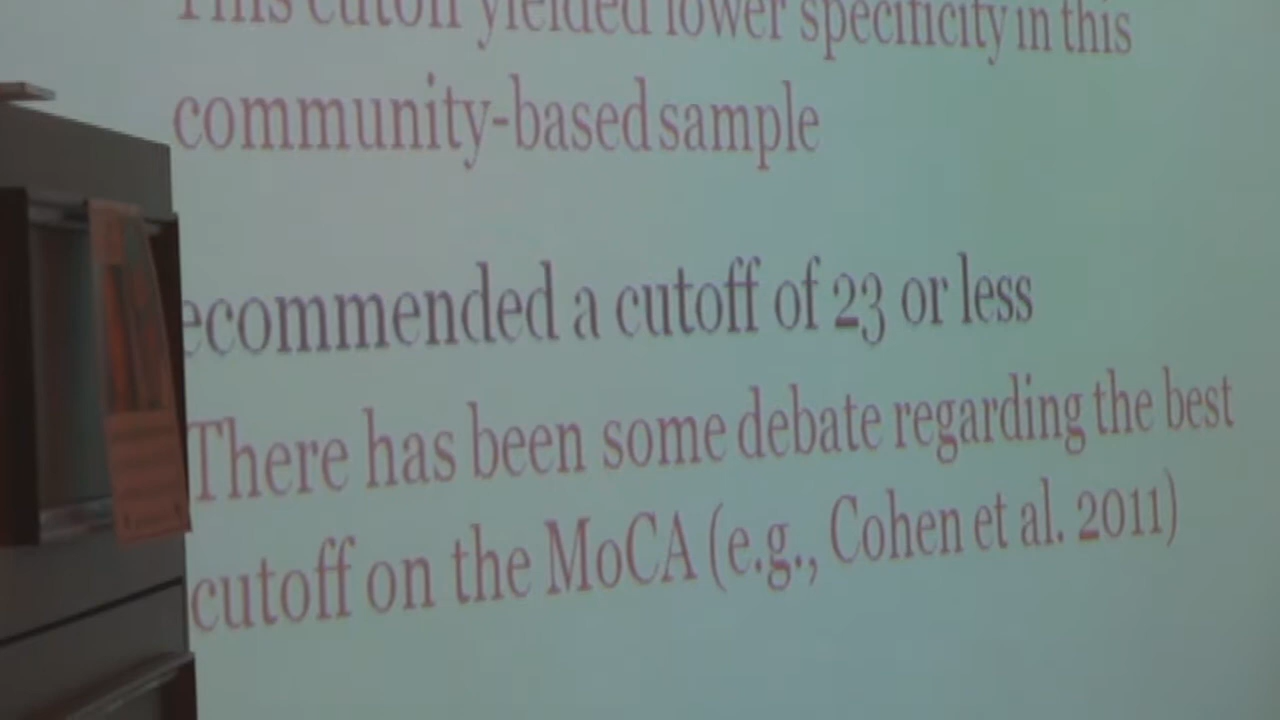 This cutoff yielded lower specificity in this
community-based sample
ecommended a cutoff of 23 or less
There has been some debate regarding the best
cutoff on the MoCA (e.g., Cohen et al. 2011)